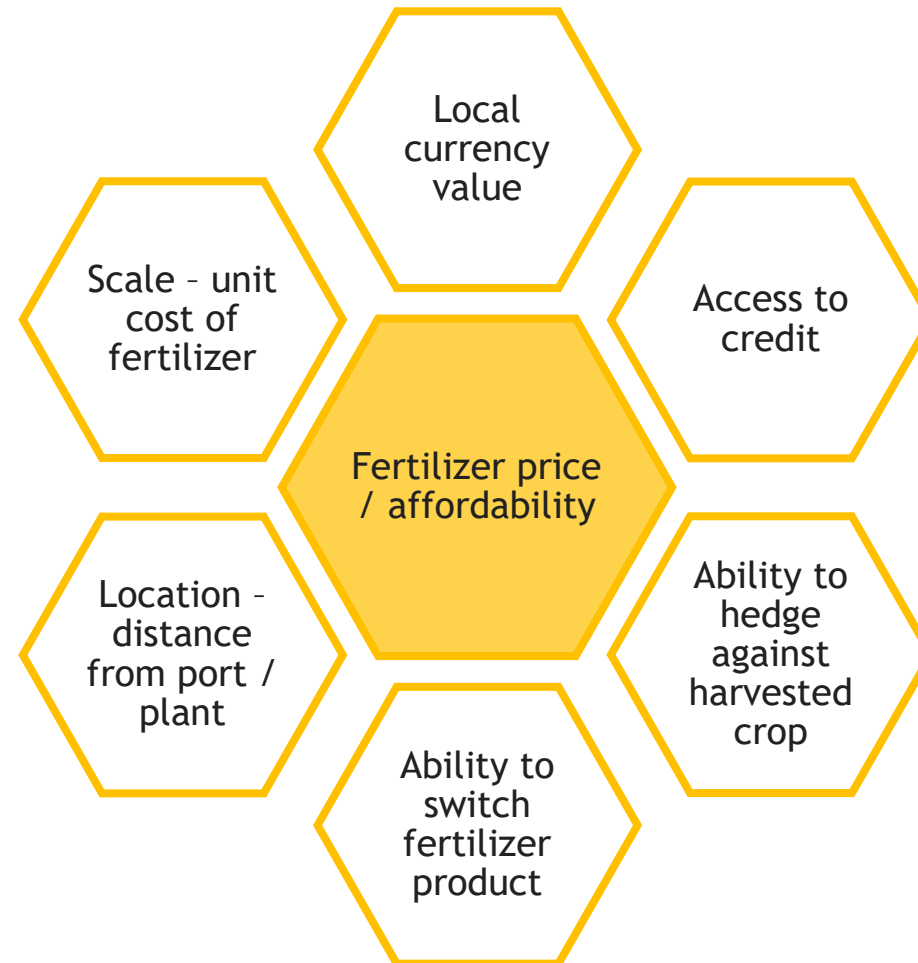 Local
currency
value
Scale – unit
cost of
fertilizer
Access to
credit
Fertilizer price
/ affordability
Location –
distance
from port /
plant
Ability to
hedge
against
harvested
crop
Ability to
switch
fertilizer
product